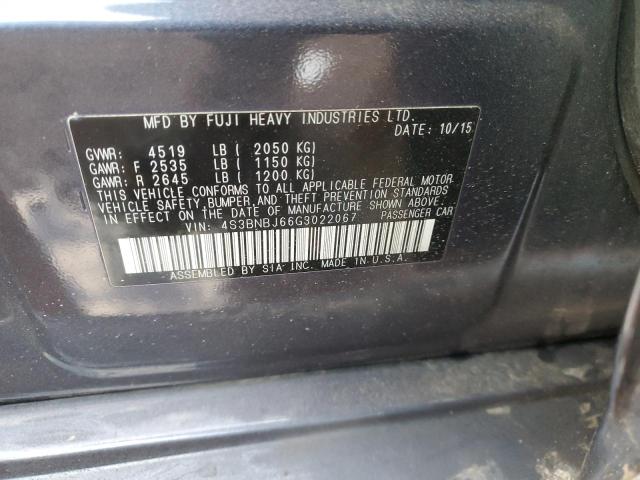 MFD BY FUJI HEAVY INDUSTRIES LTD.
DATE: 10/15
GVWR: 4519 LB ( 2050 KG)
GAWR: F 2535 LB ( 1150 KG)
GAWR: R 2645 LB ( 1200 KG)
THIS VEHICLE CONFORMS TO ALL APPLICABLE FEDERAL MOTOR
VEHICLE SAFETY, BUMPER, AND THEFT PREVENTION STANDARDS
IN EFFECT ON THE DATE OF MANUFACTURE SHOWN ABOVE.
VIN: 4S3BNBJ66G3022067 PASSENGER CAR
ASSEMBLED BY SIA INC. MADE IN U.S.A.